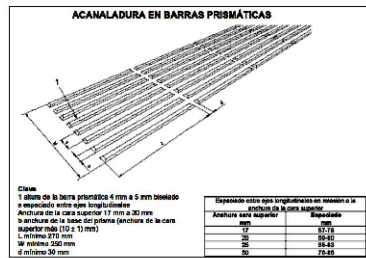 ACANALADURA EN BARRAS PRISMÁTICAS
1
Clave
1 altura de la barra prismática 4 mm a 5 mm biselado
s espaciado entre ejes longitudinales
Anchura de la cara superior 17 mm a 30 mm
b anchura de la base del prisma (anchura de la cara
superior más (10 ± 1) mm)
L mínimo 270 mm
W mínimo 250 mm
d mínimo 30 mm
Espaciado entre ejes longitudinales en relación a la
anchura de la cara superior
Anchura cara superior Espaciado
mm mm
17 57-78
20 60-80
25 65-83
30 70-85